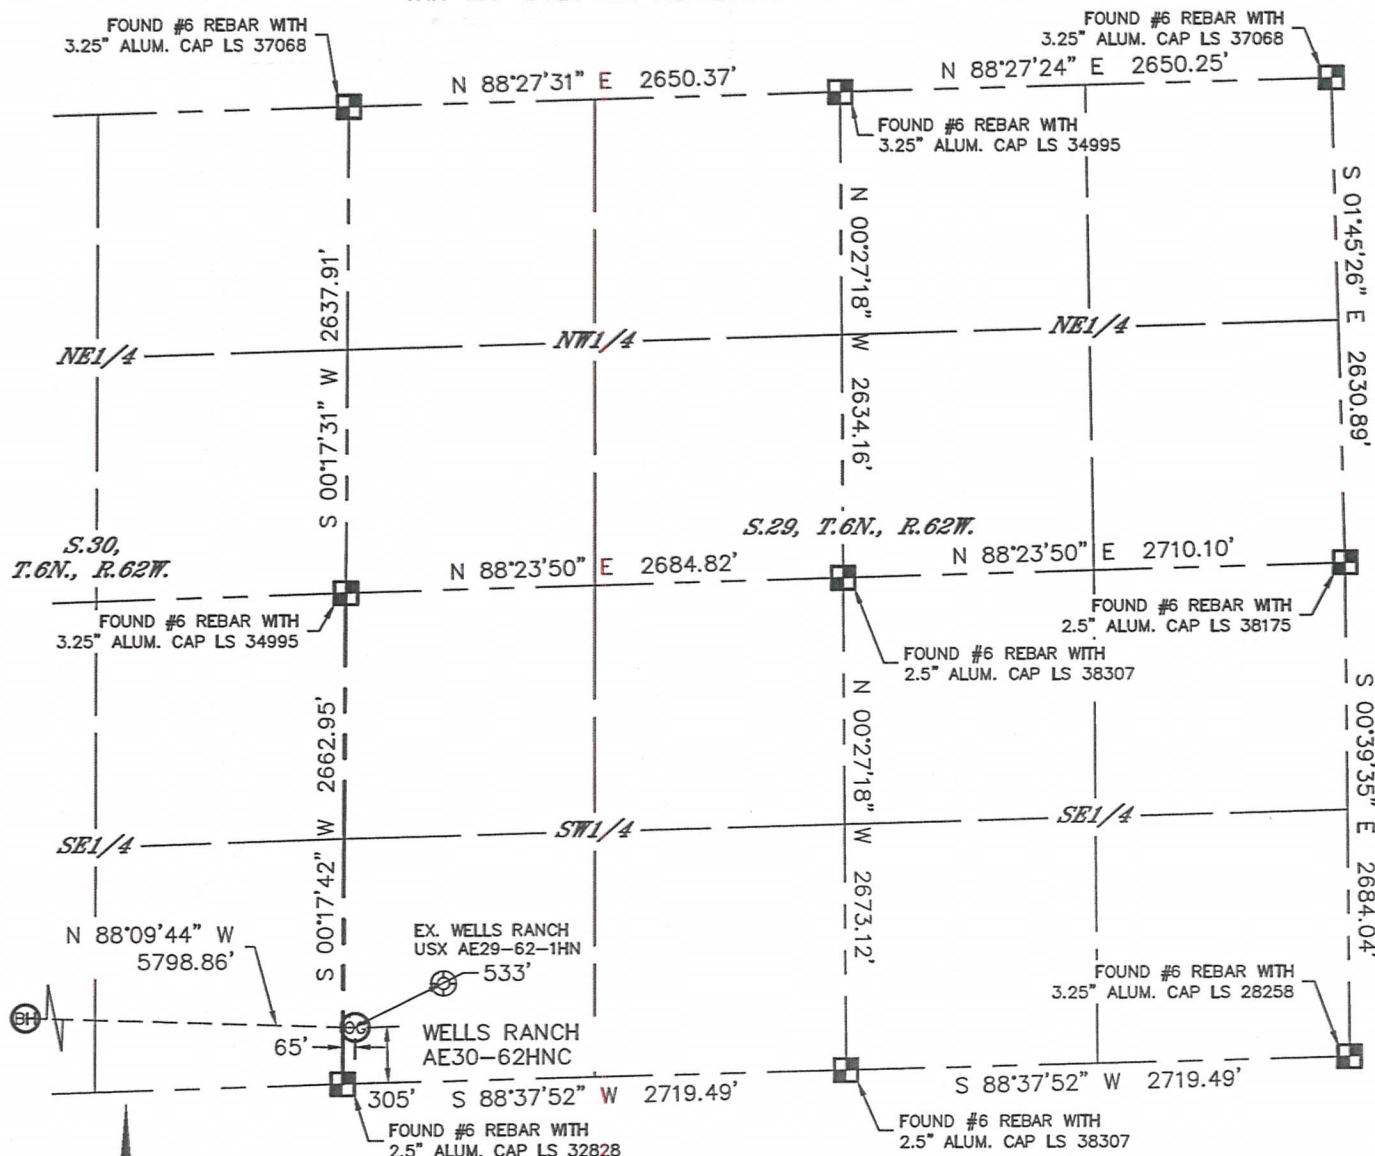 FOUND #6 REBAR WITH
3.25" ALUM. CAP LS 37068
FOUND #6 REBAR WITH
3.25" ALUM. CAP LS 37068
N 88°27'31" E 2650.37'
N 88°27'24" E 2650.25'
FOUND #6 REBAR WITH
3.25" ALUM. CAP LS 34995
S 00°17'31" W 2637.91'
N 00°27'18" W 2634.16'
S 01°45'26" E 2630.89'
NE1/4
NW1/4
NE1/4
S.30,
T.6N., R.62W.
S.29, T.6N., R.62W.
N 88°23'50" E 2684.82'
N 88°23'50" E 2710.10'
FOUND #6 REBAR WITH
3.25" ALUM. CAP LS 34995
FOUND #6 REBAR WITH
2.5" ALUM. CAP LS 38175
FOUND #6 REBAR WITH
2.5" ALUM. CAP LS 38307
S 00°17'42" W 2662.95'
N 00°27'18" W 2673.12'
S 00°39'35" E 2684.04'
SE1/4
SW1/4
SE1/4
N 88°09'44" W
5798.86'
EX. WELLS RANCH
USX AE29-62-1HN
533'
FOUND #6 REBAR WITH
3.25" ALUM. CAP LS 28258
BH
OG
WELLS RANCH
AE30-62HNC
65'
305'
S 88°37'52" W 2719.49'
S 88°37'52" W 2719.49'
FOUND #6 REBAR WITH
2.5" ALUM. CAP LS 32828
FOUND #6 REBAR WITH
2.5" ALUM. CAP LS 38307